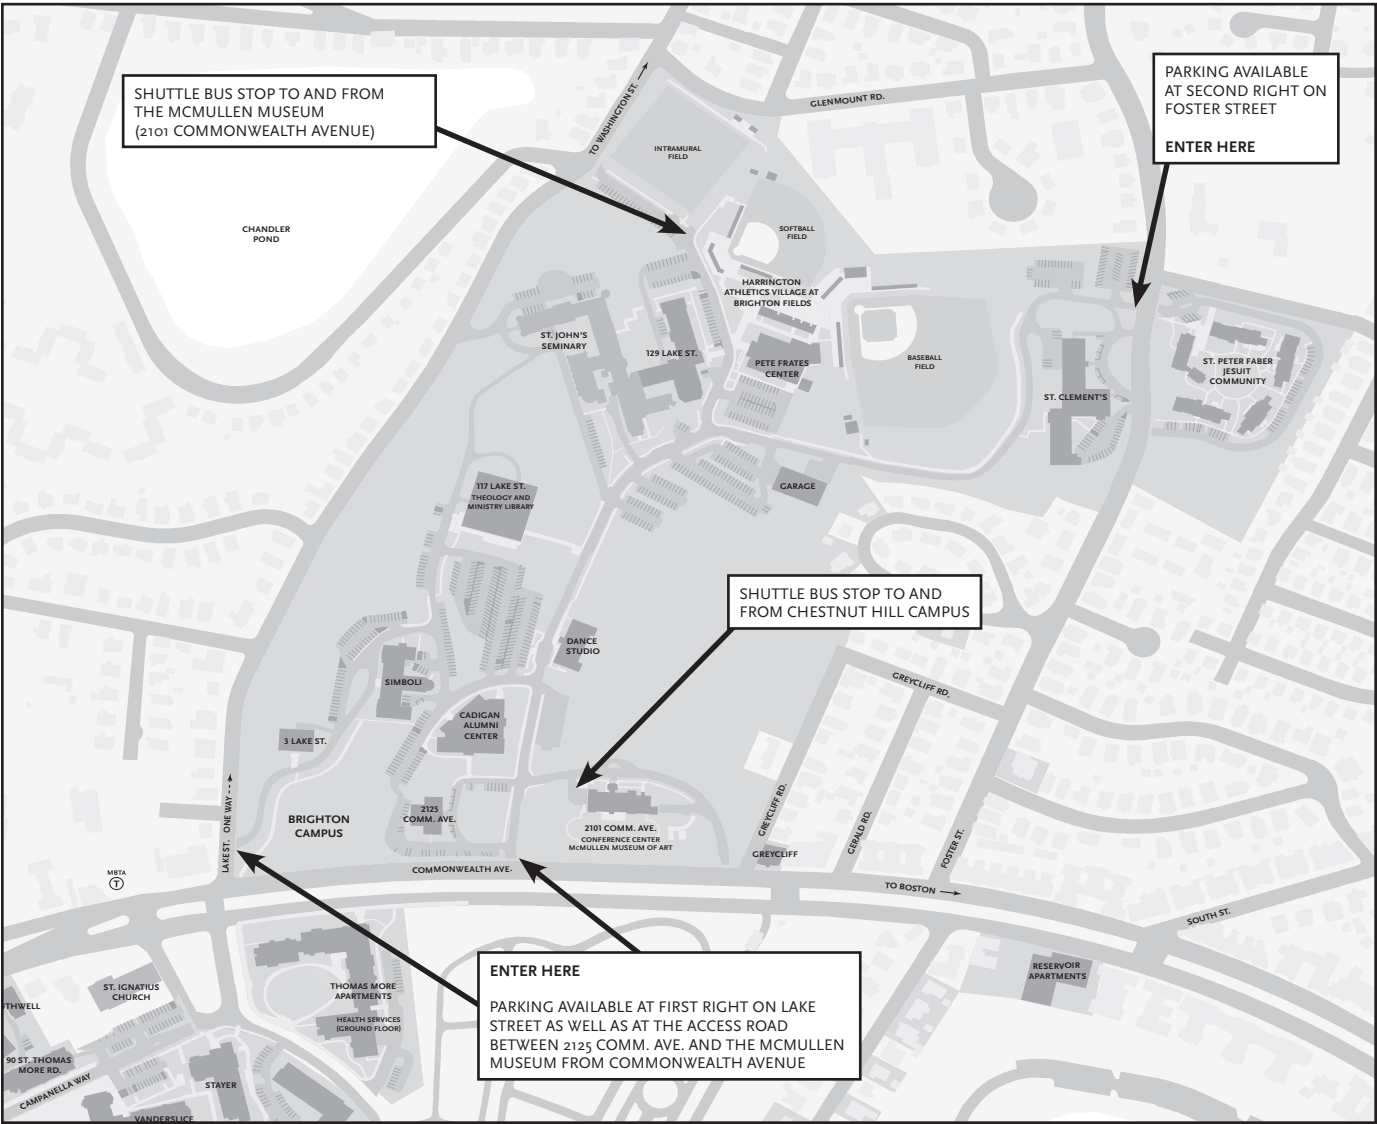 SHUTTLE BUS STOP TO AND FROM
THE MCMULLEN MUSEUM
(2101 COMMONWEALTH AVENUE)
PARKING AVAILABLE
AT SECOND RIGHT ON
FOSTER STREET
ENTER HERE
TO WASHINGTON ST.
GLENMOUNT RD.
INTRAMURAL
FIELD
CHANDLER
POND
SOFTBALL
FIELD
HARRINGTON
ATHLETICS VILLAGE AT
BRIGHTON FIELDS
ST. JOHN'S
SEMINARY
129 LAKE ST.
PETE FRATES
CENTER
BASEBALL
FIELD
ST. PETER FABER
JESUIT
COMMUNITY
ST. CLEMENT'S
117 LAKE ST.
THEOLOGY AND
MINISTRY LIBRARY
GARAGE
SHUTTLE BUS STOP TO AND
FROM CHESTNUT HILL CAMPUS
DANCE
STUDIO
SIMBOLI
GREYCLIFF RD.
CADIGAN
ALUMNI
CENTER
3 LAKE ST.
LAKE ST. ONE WAY
BRIGHTON
CAMPUS
2125
COMM. AVE.
2101 COMM. AVE.
CONFERENCE CENTER
MCMULLEN MUSEUM OF ART
GREYCLIFF RD.
GERALD RD.
FOSTER ST.
GREYCLIFF
COMMONWEALTH AVE.
MBTA
T
TO BOSTON
SOUTH ST.
ENTER HERE
PARKING AVAILABLE AT FIRST RIGHT ON LAKE
STREET AS WELL AS AT THE ACCESS ROAD
BETWEEN 2125 COMM. AVE. AND THE MCMULLEN
MUSEUM FROM COMMONWEALTH AVENUE
RESERVOIR
APARTMENTS
ST. IGNATIUS
CHURCH
THOMAS MORE
APARTMENTS
HEALTH SERVICES
(GROUND FLOOR)
THWELL
90 ST. THOMAS
MORE RD.
CAMPANELLA WAY
STAYER
VANDERSLICE